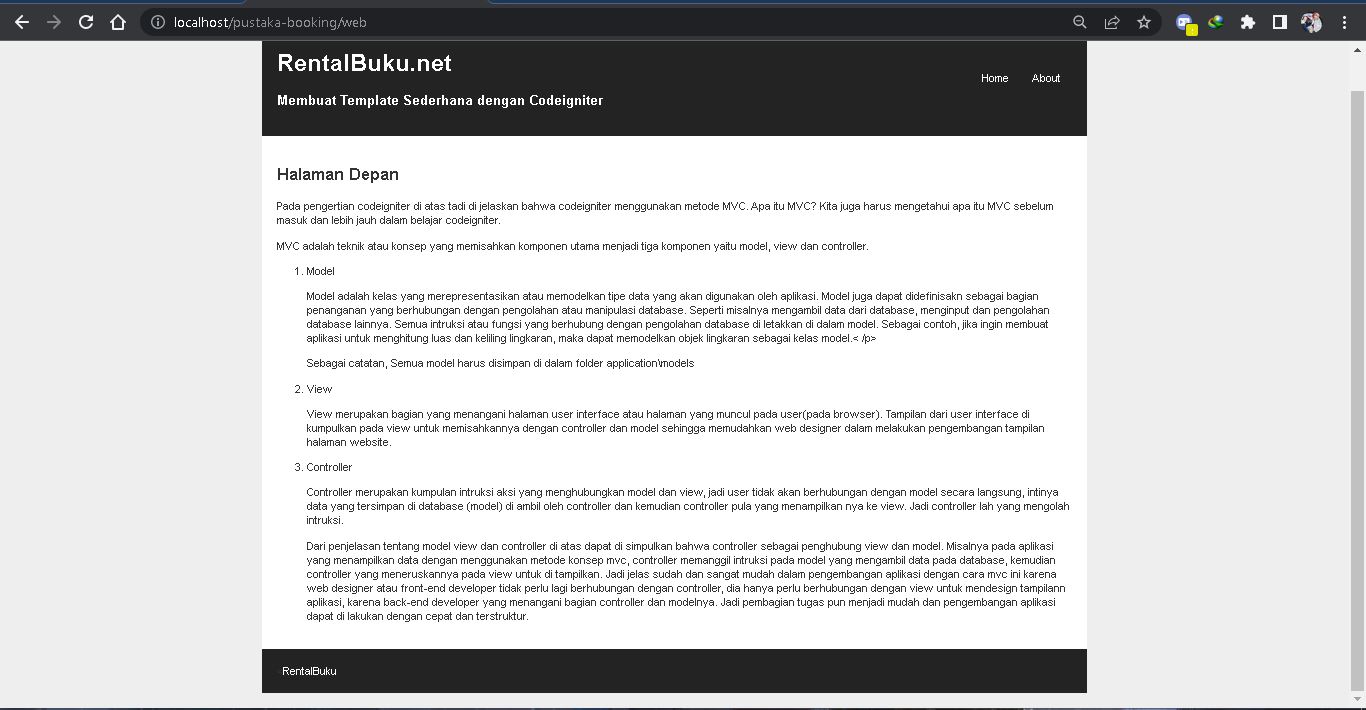 localhost/pustaka-booking/web
RentalBuku.net
Home About
Membuat Template Sederhana dengan Codeigniter
Halaman Depan
Pada pengertian codeigniter di atas tadi di jelaskan bahwa codeigniter menggunakan metode MVC. Apa itu MVC? Kita juga harus mengetahui apa itu MVC sebelum
masuk dan lebih jauh dalam belajar codeigniter.
MVC adalah teknik atau konsep yang memisahkan komponen utama menjadi tiga komponen yaitu model, view dan controller.
1. Model
Model adalah kelas yang merepresentasikan atau memodelkan tipe data yang akan digunakan oleh aplikasi. Model juga dapat didefinisakn sebagai bagian
penanganan yang berhubungan dengan pengolahan atau manipulasi database. Seperti misalnya mengambil data dari database, menginput dan pengolahan
database lainnya. Semua intruksi atau fungsi yang berhubung dengan pengolahan database di letakkan di dalam model. Sebagai contoh, jika ingin membuat
aplikasi untuk menghitung luas dan keliling lingkaran, maka dapat memodelkan objek lingkaran sebagai kelas model.< /p>
Sebagai catatan, Semua model harus disimpan di dalam folder application\models
2. View
View merupakan bagian yang menangani halaman user interface atau halaman yang muncul pada user(pada browser). Tampilan dari user interface di
kumpulkan pada view untuk memisahkannya dengan controller dan model sehingga memudahkan web designer dalam melakukan pengembangan tampilan
halaman website.
3. Controller
Controller merupakan kumpulan intruksi aksi yang menghubungkan model dan view, jadi user tidak akan berhubungan dengan model secara langsung, intinya
data yang tersimpan di database (model) di ambil oleh controller dan kemudian controller pula yang menampilkan nya ke view. Jadi controller lah yang mengolah
intruksi.
Dari penjelasan tentang model view dan controller di atas dapat di simpulkan bahwa controller sebagai penghubung view dan model. Misalnya pada aplikasi
yang menampilkan data dengan menggunakan metode konsep mvc, controller memanggil intruksi pada model yang mengambil data pada database, kemudian
controller yang meneruskannya pada view untuk di tampilkan. Jadi jelas sudah dan sangat mudah dalam pengembangan aplikasi dengan cara mvc ini karena
web designer atau front-end developer tidak perlu lagi berhubungan dengan controller, dia hanya perlu berhubungan dengan view untuk mendesign tampilann
aplikasi, karena back-end developer yang menangani bagian controller dan modelnya. Jadi pembagian tugas pun menjadi mudah dan pengembangan aplikasi
dapat di lakukan dengan cepat dan terstruktur.
RentalBuku